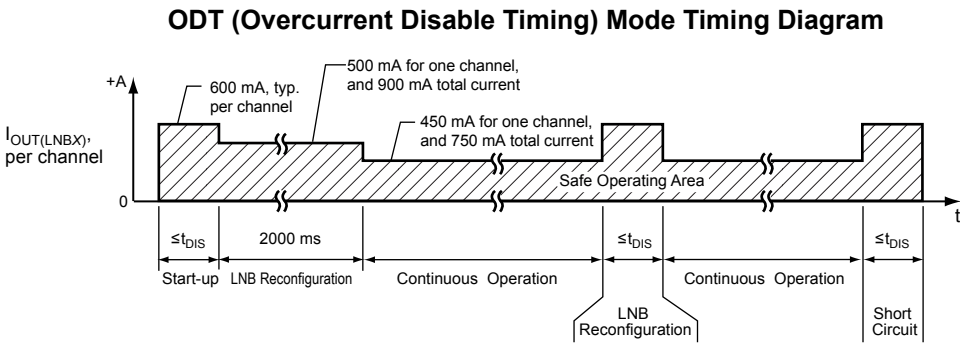 ODT (Overcurrent Disable Timing) Mode Timing Diagram
+A
600 mA, typ.
per channel
500 mA for one channel,
and 900 mA total current
450 mA for one channel,
and 750 mA total current
IOUT(LNBX),
per channel
Safe Operating Area
0
t
≤tDIS
2000 ms
≤tDIS
≤tDIS
Start-up
LNB Reconfiguration
Continuous Operation
Continuous Operation
LNB
Reconfiguration
Short
Circuit